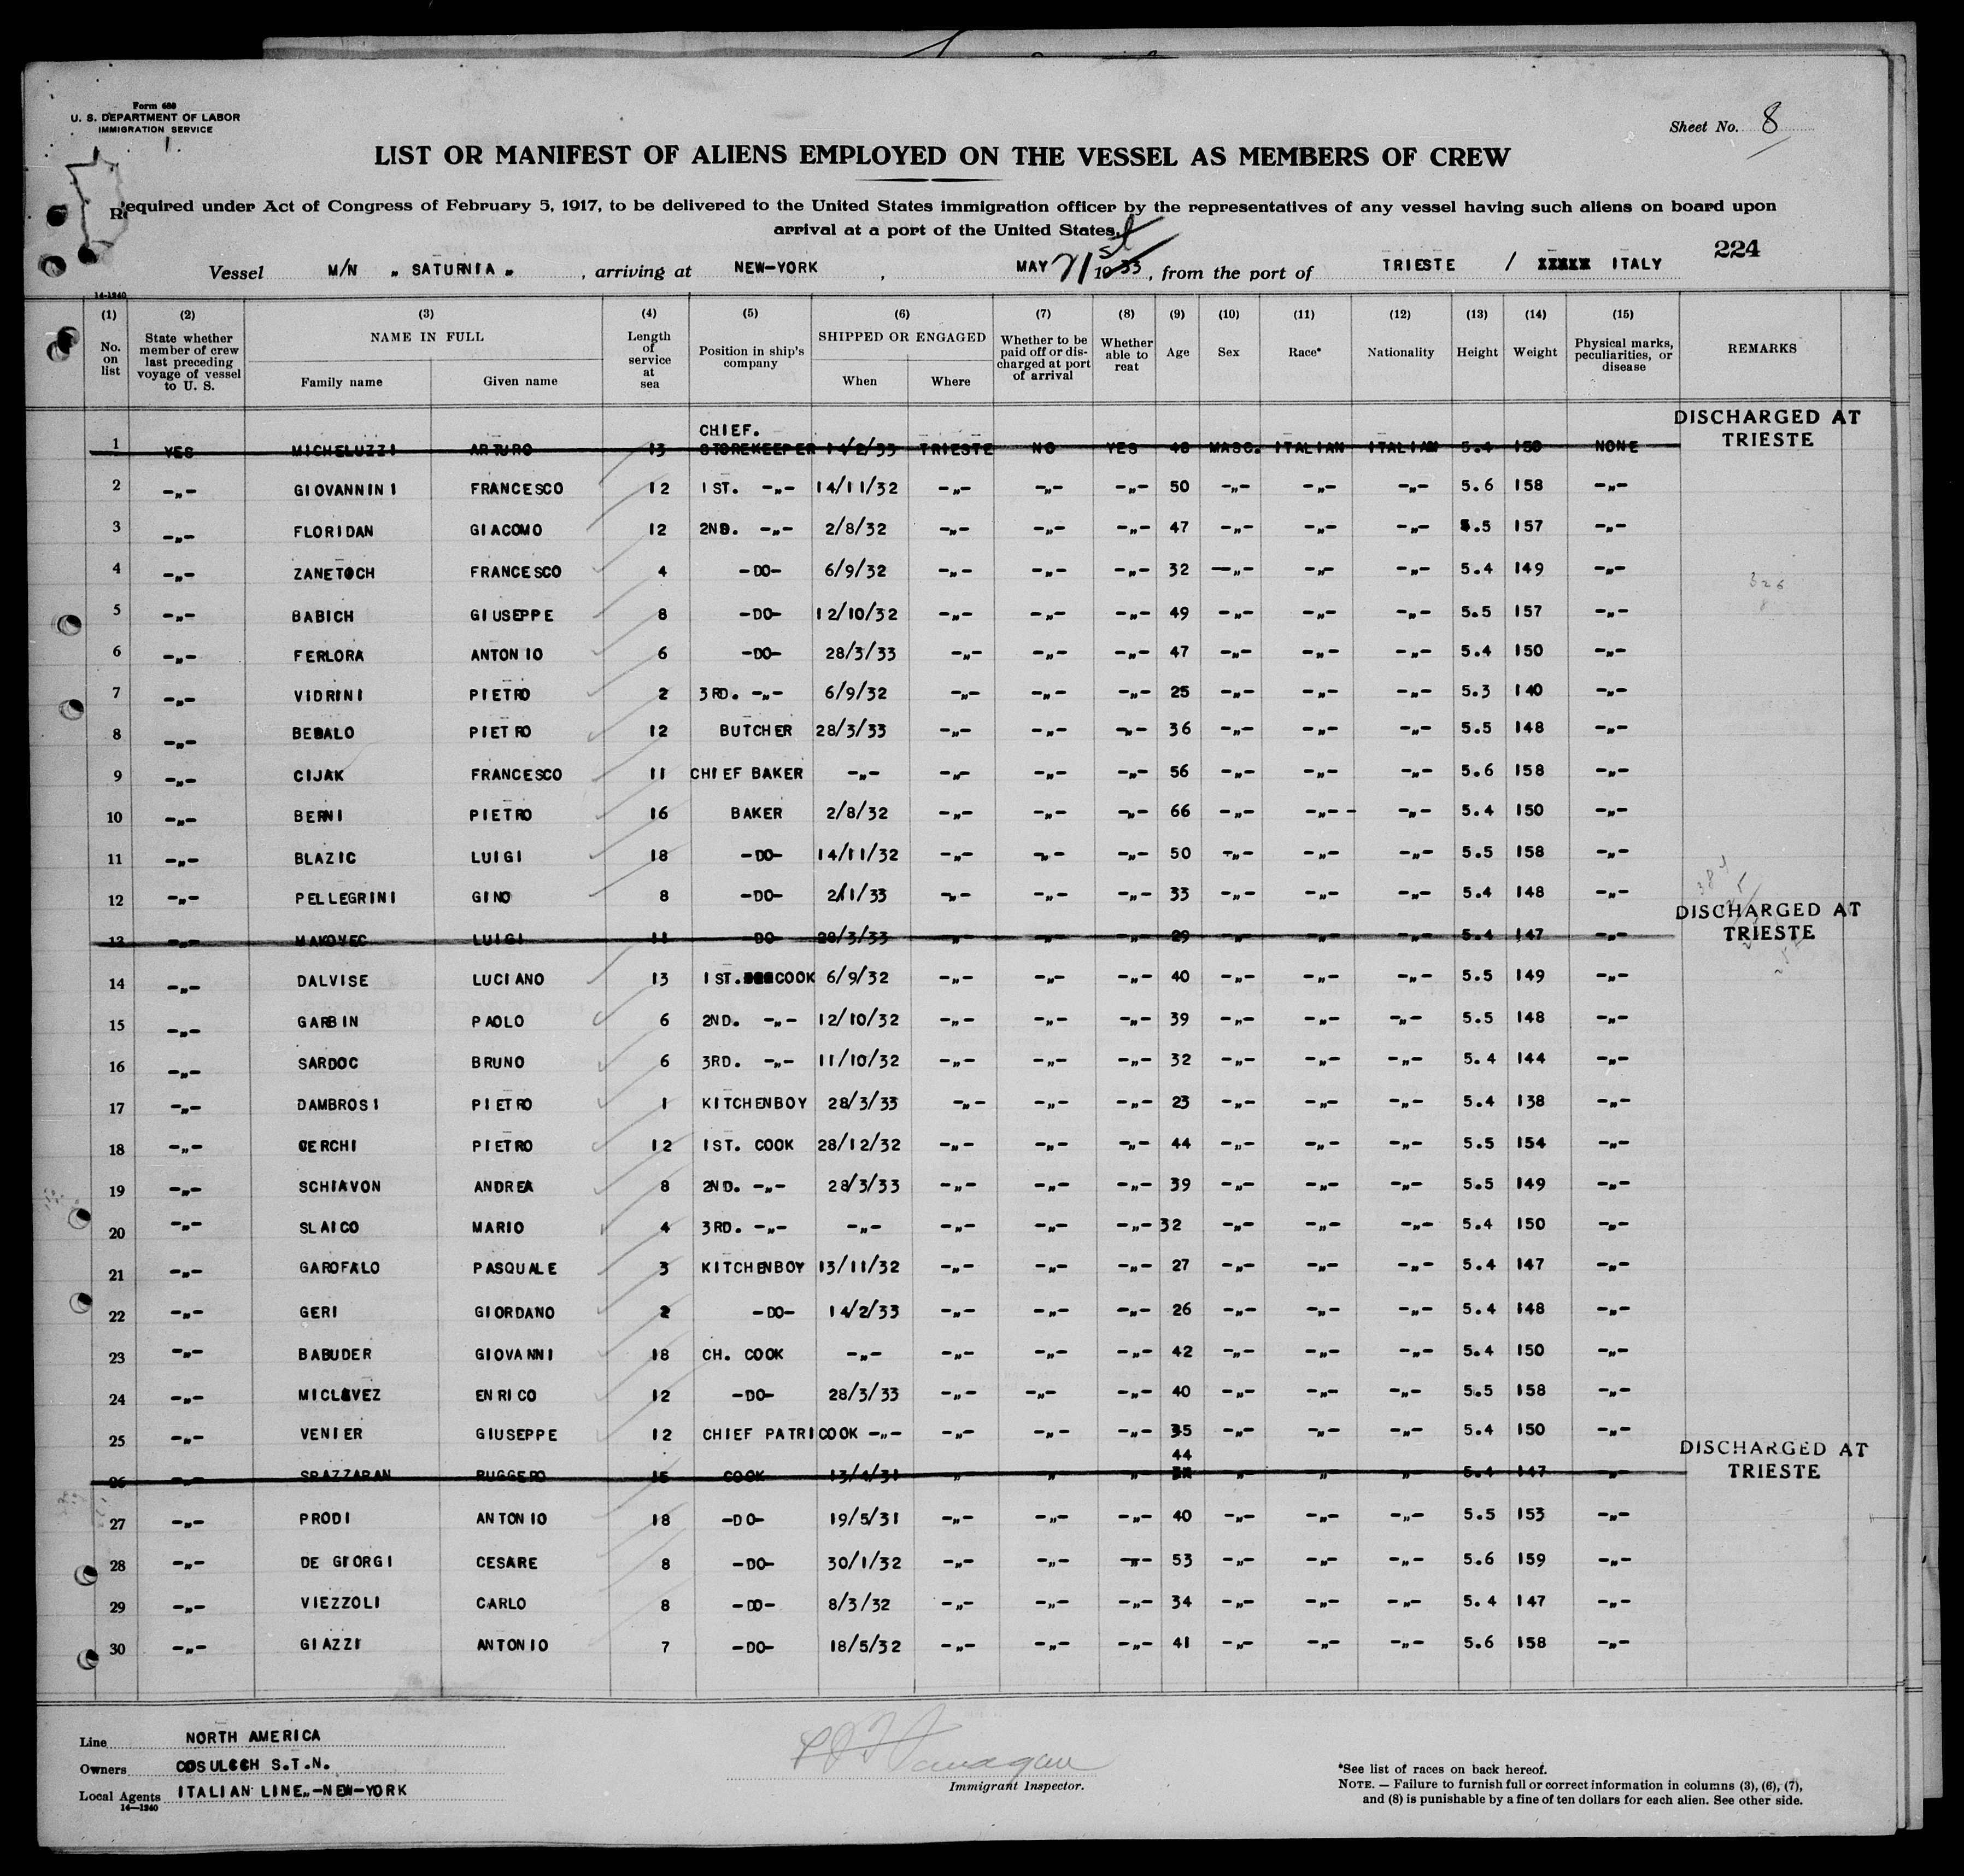 Form 680
U. S. DEPARTMENT OF LABOR
IMMIGRATION SERVICE
Sheet No. 8
LIST OR MANIFEST OF ALIENS EMPLOYED ON THE VESSEL AS MEMBERS OF CREW
Required under Act of Congress of February 5, 1917, to be delivered to the United States immigration officer by the representatives of any vessel having such aliens on board upon
arrival at a port of the United States.
224
Vessel M/N „ SATURNIA „ , arriving at NEW-YORK , MAY 21st 1933, from the port of TRIESTE / ITALY
14-1240
(1) (2) (3) (4) (5) (6) (7) (8) (9) (10) (11) (12) (13) (14) (15)
No. on list State whether member of crew last preceding voyage of vessel to U. S. NAME IN FULL Family name Given name Length of service at sea Position in ship's company SHIPPED OR ENGAGED When Where Whether to be paid off or discharged at port of arrival Whether able to reat Age Sex Race* Nationality Height Weight Physical marks, peculiarities, or disease REMARKS
1 YES MICHELUZZI ARTURO 13 CHIEF. STOREKEEPER 14/2/33 TRIESTE NO YES 48 MASC. ITALIAN ITALIAN 5.4 150 NONE DISCHARGED AT TRIESTE
2 -„- GIOVANNINI FRANCESCO 12 1ST. -„- 14/11/32 -„- -„- -„- 50 -„- -„- -„- 5.6 158 -„-
3 -„- FLORIDAN GIACOMO 12 2ND. -„- 2/8/32 -„- -„- -„- 47 -„- -„- -„- 5.5 157 -„-
4 -„- ZANETOCH FRANCESCO 4 -DO- 6/9/32 -„- -„- -„- 32 -„- -„- -„- 5.4 149 -„-
5 -„- BABICH GIUSEPPE 8 -DO- 12/10/32 -„- -„- -„- 49 -„- -„- -„- 5.5 157 -„-
6 -„- FERLORA ANTONIO 6 -DO- 28/3/33 -„- -„- -„- 47 -„- -„- -„- 5.4 150 -„-
7 -„- VIDRINI PIETRO 2 3RD. -„- 6/9/32 -„- -„- -„- 25 -„- -„- -„- 5.3 140 -„-
8 -„- BEBALO PIETRO 12 BUTCHER 28/3/33 -„- -„- -„- 36 -„- -„- -„- 5.5 148 -„-
9 -„- CIJAK FRANCESCO 11 CHIEF BAKER -„- -„- -„- -„- 56 -„- -„- -„- 5.6 158 -„-
10 -„- BERNI PIETRO 16 BAKER 2/8/32 -„- -„- -„- 66 -„- -„-- -„- 5.4 150 -„-
11 -„- BLAZIC LUIGI 18 -DO- 14/11/32 -„- -„- -„- 50 -„- -„- -„- 5.5 158 -„-
12 -„- PELLEGRINI GINO 8 -DO- 2/1/33 -„- -„- -„- 33 -„- -„- -„- 5.4 148 -„-
13 -„- MAKOVEC LUIGI 11 DO 28/3/33 -„- -„- -„- 29 -„- -„- -„- 5.4 147 -„- DISCHARGED AT TRIESTE
14 -„- DALVISE LUCIANO 13 1ST. COOK 6/9/32 -„- -„- -„- 40 -„- -„- -„- 5.5 149 -„-
15 -„- GARBIN PAOLO 6 2ND. -„- 12/10/32 -„- -„- -„- 39 -„- -„- -„- 5.5 148 -„-
16 -„- SARDOC BRUNO 6 3RD. -„- 11/10/32 -„- -„- -„- 32 -„- -„- -„- 5.4 144 -„-
17 -„- DAMBROSI PIETRO 1 KITCHENBOY 28/3/33 -„- -„- -„- 23 -„- -„- -„- 5.4 138 -„-
18 -„- CERCHI PIETRO 12 1ST. COOK 28/12/32 -„- -„- -„- 44 -„- -„- -„- 5.5 154 -„-
19 -„- SCHIAVON ANDREA 8 2ND. -„- 28/3/33 -„- -„- -„- 39 -„- -„- -„- 5.5 149 -„-
20 -„- SLAICO MARIO 4 3RD. -„- -„- -„- -„- -„- 32 -„- -„- -„- 5.4 150 -„-
21 -„- GAROFALO PASQUALE 3 KITCHENBOY 13/11/32 -„- -„- -„- 27 -„- -„- -„- 5.4 147 -„-
22 -„- GERI GIORDANO 2 -DO- 14/2/33 -„- -„- -„- 26 -„- -„- -„- 5.4 148 -„-
23 -„- BABUDER GIOVANNI 18 CH. COOK -„- -„- -„- -„- 42 -„- -„- -„- 5.4 150 -„-
24 -„- MICLAVEZ ENRICO 12 -DO- 28/3/33 -„- -„- -„- 40 -„- -„- -„- 5.5 158 -„-
25 -„- VENIER GIUSEPPE 12 CHIEF PATRI COOK -„- -„- -„- -„- 35 -„- -„- -„- 5.4 150 -„-
26 -„- SPAZZARAN RUGGERO 15 COOK 13/4/31 „ „ „ 44 „ „ „ 5.4 147 -„- DISCHARGED AT TRIESTE
27 -„- PRODI ANTONIO 18 -DO- 19/5/31 -„- -„- -„- 40 -„- -„- -„- 5.5 153 -„-
28 -„- DE GIORGI CESARE 8 -DO- 30/1/32 -„- -„- -„- 53 -„- -„- -„- 5.6 159 -„-
29 -„- VIEZZOLI CARLO 8 -DO- 8/3/32 -„- -„- -„- 34 -„- -„- -„- 5.4 147 -„-
30 -„- GIAZZI ANTONIO 7 -DO- 18/5/32 -„- -„- -„- 41 -„- -„- -„- 5.6 158 -„-
Line NORTH AMERICA
Owners COSULICH S.T.N.
Local Agents ITALIAN LINE„-NEW-YORK
14-1240
Immigrant Inspector.
*See list of races on back hereof.
NOTE. — Failure to furnish full or correct information in columns (3), (6), (7),
and (8) is punishable by a fine of ten dollars for each alien. See other side.